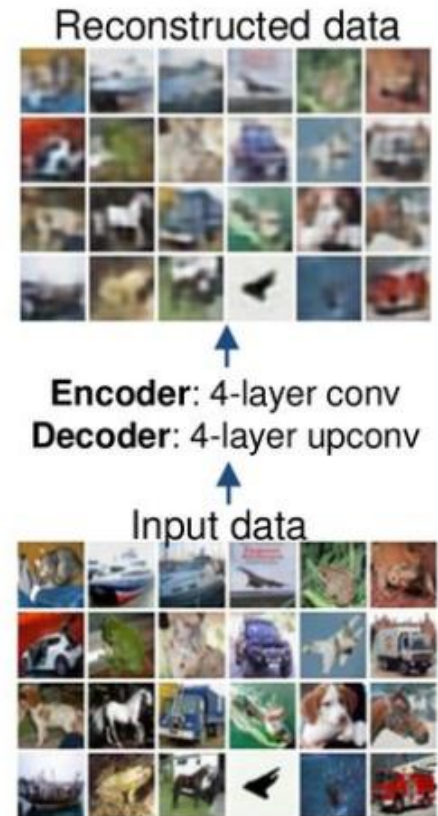 Reconstructed data
Encoder: 4-layer conv
Decoder: 4-layer upconv
Input data